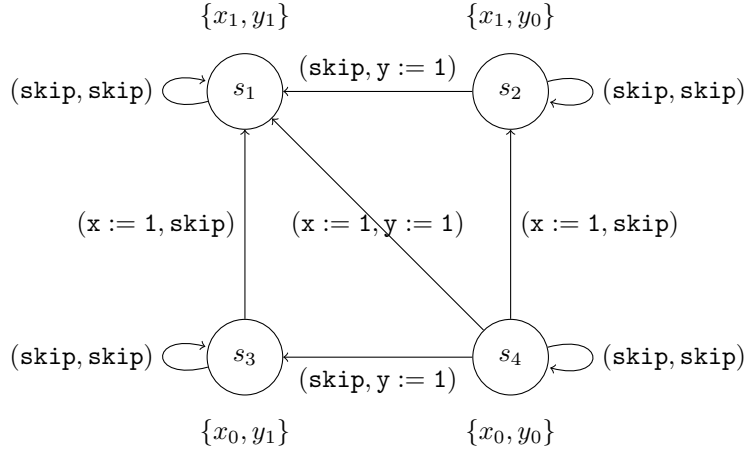 {x₁, y₁} {x₁, y₀}
(skip, y := 1)
(skip, skip) s₁ s₂ (skip, skip)
(x := 1, skip) (x := 1, y := 1) (x := 1, skip)
(skip, skip) s₃ s₄ (skip, skip)
(skip, y := 1)
{x₀, y₁} {x₀, y₀}